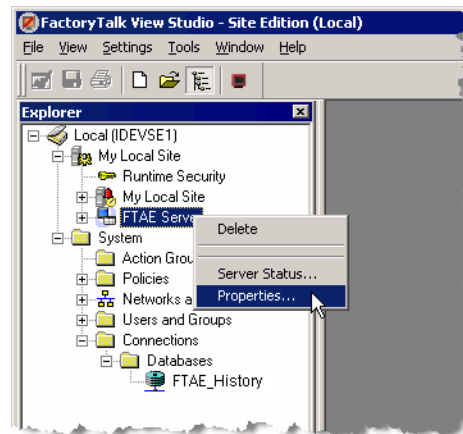 FactoryTalk View Studio - Site Edition (Local)
File View Settings Tools Window Help
Explorer
Local (IDEVSE1)
My Local Site
Runtime Security
My Local Site
FTAE Server
Delete
System
Action Grou
Server Status...
Policies
Properties...
Networks a
Users and Groups
Connections
Databases
FTAE_History